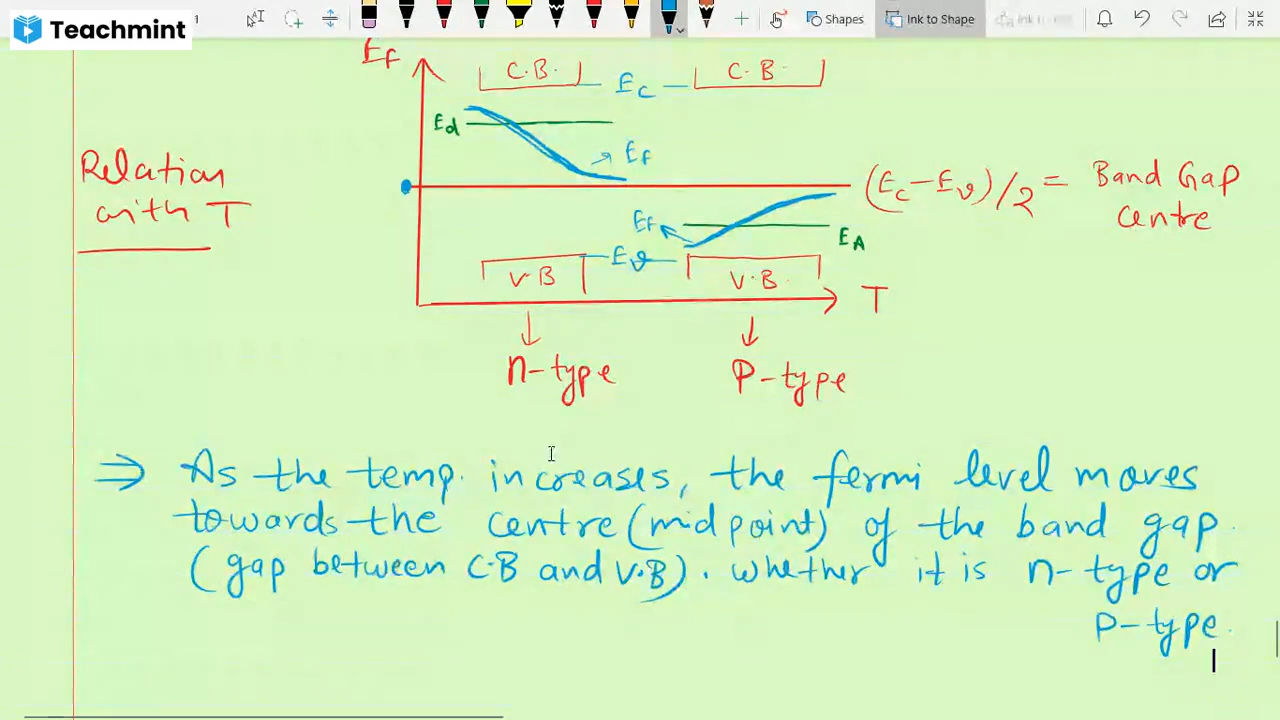 Teachmint
Shapes
Ink to Shape
Ef
C·B·
Ec
C·B·
Ed
Ef
Relation
with T
(Ec-Ev)/2 = Band Gap
centre
Ef
EA
Ev
V·B
V·B·
T
n-type
P-type
⇒ As the temp. increases, the fermi level moves
towards the centre (mid point) of the band gap.
(gap between C·B and V·B). whether it is n-type or
P-type.